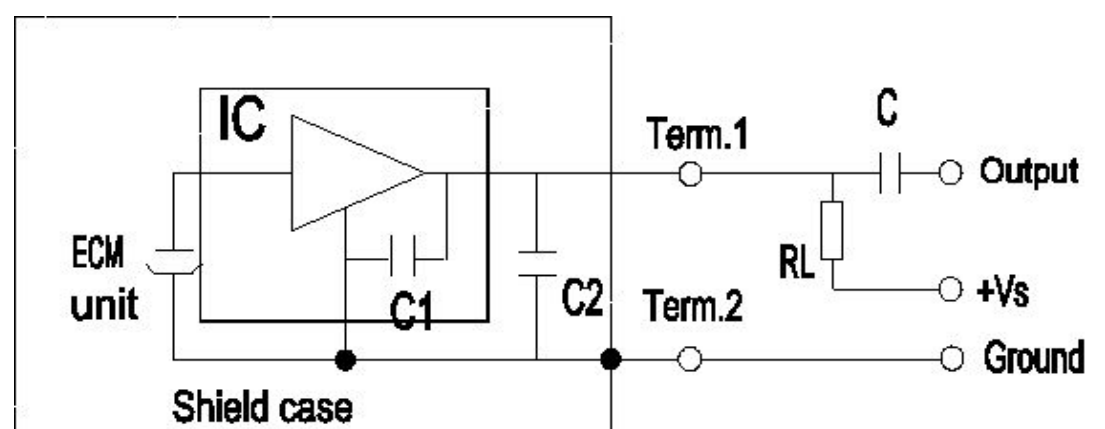 IC
Term.1
C
Output
ECM
unit
C1
C2
RL
+Vs
Term.2
Ground
Shield case